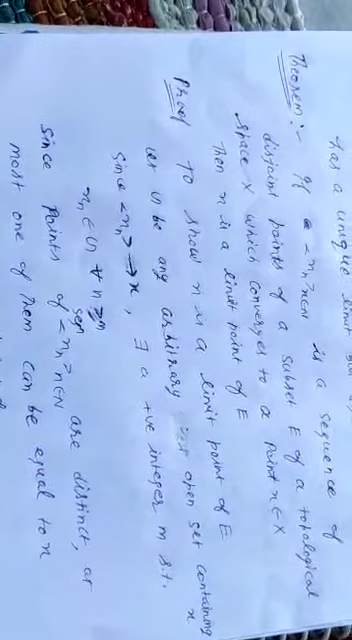 has a unique limit
Theorem :- If <xn>n∈N is a sequence of
disjoint points of a subset E of a topological
space X which converges to a point x ∈ X
Then x is a limit point of E
Proof To show x is a limit point of E
let U be any arbitrary open set containing x
Since <xn> → x, ∃ a +ve integer m s.t.
xn ∈ U ∀ n ≥ m
Since points of seq <xn>n∈N are distinct, at
most one of them can be equal to x